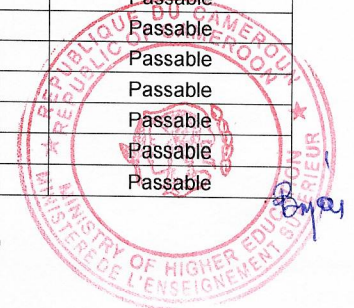 Passable
Passable
Passable
Passable
Passable
Passable
Passable
REPUBLIQUE DU CAMEROUN
REPUBLIC OF CAMEROON
MINISTRY OF HIGHER EDUCATION
MINISTERE DE L'ENSEIGNEMENT SUPERIEUR